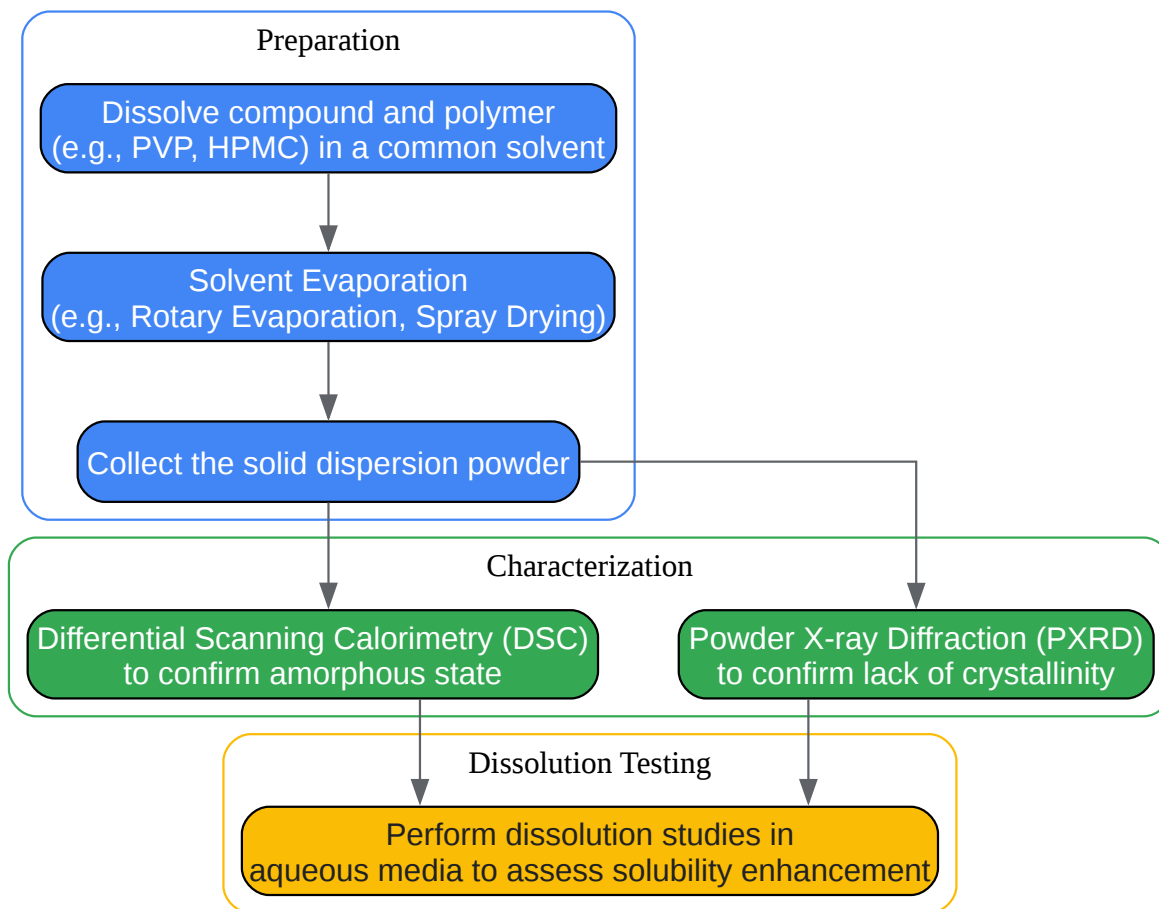 Preparation
Dissolve compound and polymer
(e.g., PVP, HPMC) in a common solvent
Solvent Evaporation
(e.g., Rotary Evaporation, Spray Drying)
Collect the solid dispersion powder
Characterization
Differential Scanning Calorimetry (DSC)
to confirm amorphous state
Powder X-ray Diffraction (PXRD)
to confirm lack of crystallinity
Dissolution Testing
Perform dissolution studies in
aqueous media to assess solubility enhancement